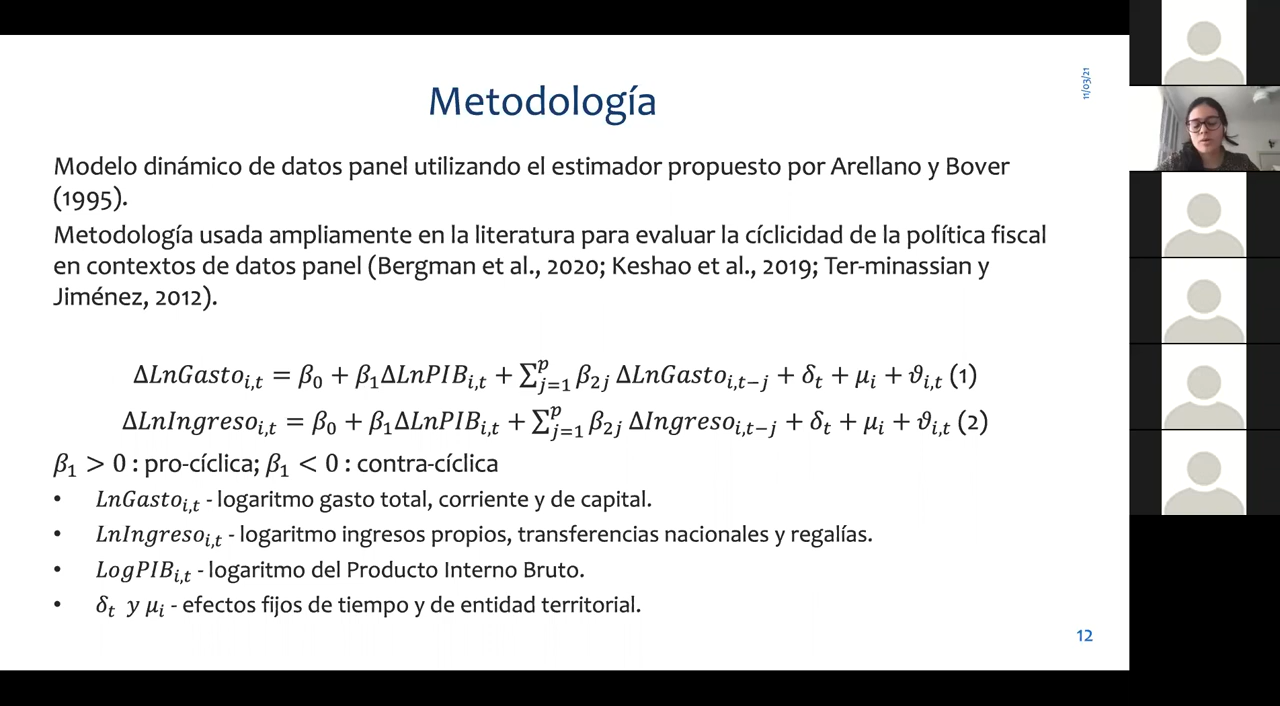 11/03/21
Metodología
Modelo dinámico de datos panel utilizando el estimador propuesto por Arellano y Bover
(1995).
Metodología usada ampliamente en la literatura para evaluar la cíclicidad de la política fiscal
en contextos de datos panel (Bergman et al., 2020; Keshao et al., 2019; Ter-minassian y
Jiménez, 2012).
ΔLnGasto_{i,t} = β_0 + β_1ΔLnPIB_{i,t} + ∑_{j=1}^{p} β_{2j} ΔLnGasto_{i,t−j} + δ_t + μ_i + ϑ_{i,t} (1)
ΔLnIngreso_{i,t} = β_0 + β_1ΔLnPIB_{i,t} + ∑_{j=1}^{p} β_{2j} ΔIngreso_{i,t−j} + δ_t + μ_i + ϑ_{i,t} (2)
β_1 > 0 : pro-cíclica; β_1 < 0 : contra-cíclica
• LnGasto_{i,t} - logaritmo gasto total, corriente y de capital.
• LnIngreso_{i,t} - logaritmo ingresos propios, transferencias nacionales y regalías.
• LogPIB_{i,t} - logaritmo del Producto Interno Bruto.
• δ_t y μ_i - efectos fijos de tiempo y de entidad territorial.
12